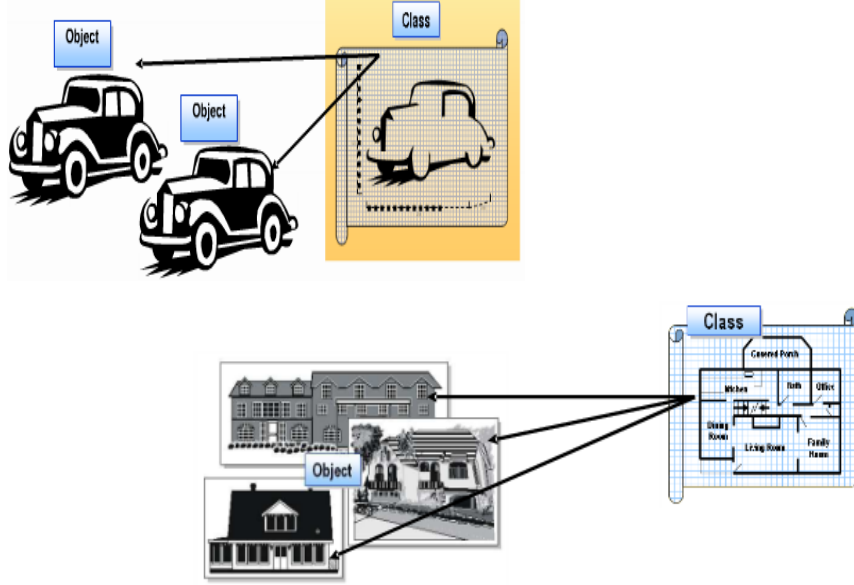 Class
Object
Object
Class
Covered Porch
Kitchen
Bath
Office
Dining
Room
Living Room
Family
Room
Object